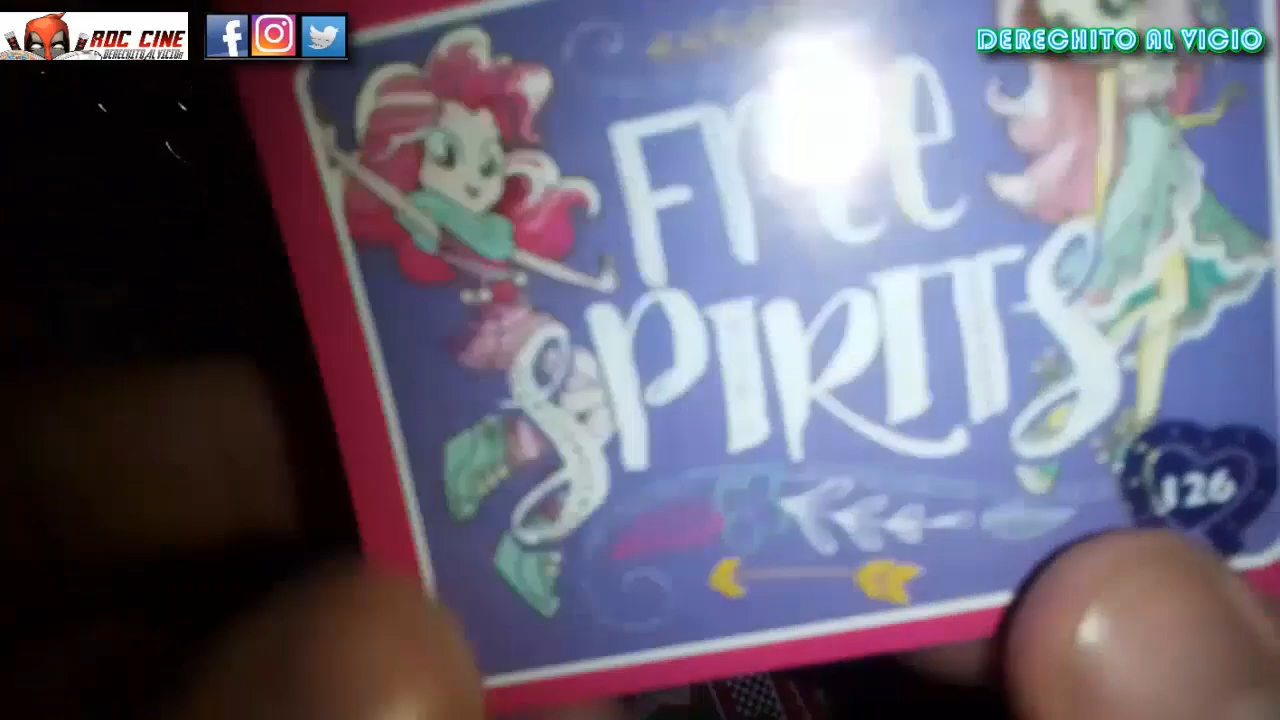 RDC CINE
DERECHITO AL VICIO
DERECHITO AL VICIO
FREE
SPIRITS
126